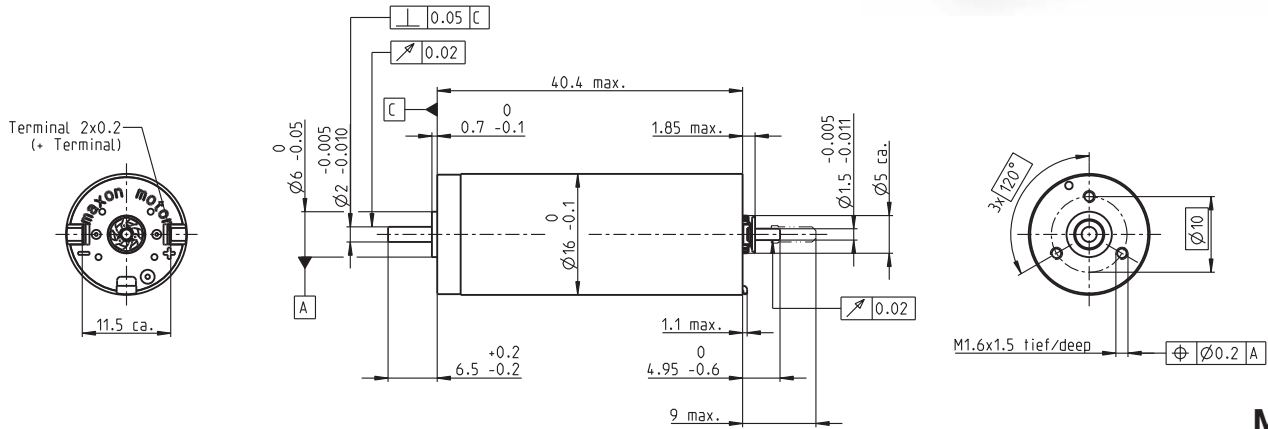 ⊥ 0.05 C
↗ 0.02
40.4 max.
C
0
0.7 -0.1
1.85 max.
Terminal 2x0.2
(+ Terminal)
0
Ø6 -0.05
-0.005
Ø2 -0.010
-0.005
Ø1.5 -0.011
Ø5 ca.
maxon motor
- +
0
Ø16 -0.1
3x 120°
Ø10
A
11.5 ca.
↗ 0.02
1.1 max.
M1.6x1.5 tief/deep
⌖ Ø0.2 A
+0.2
6.5 -0.2
0
4.95 -0.6
9 max.
M